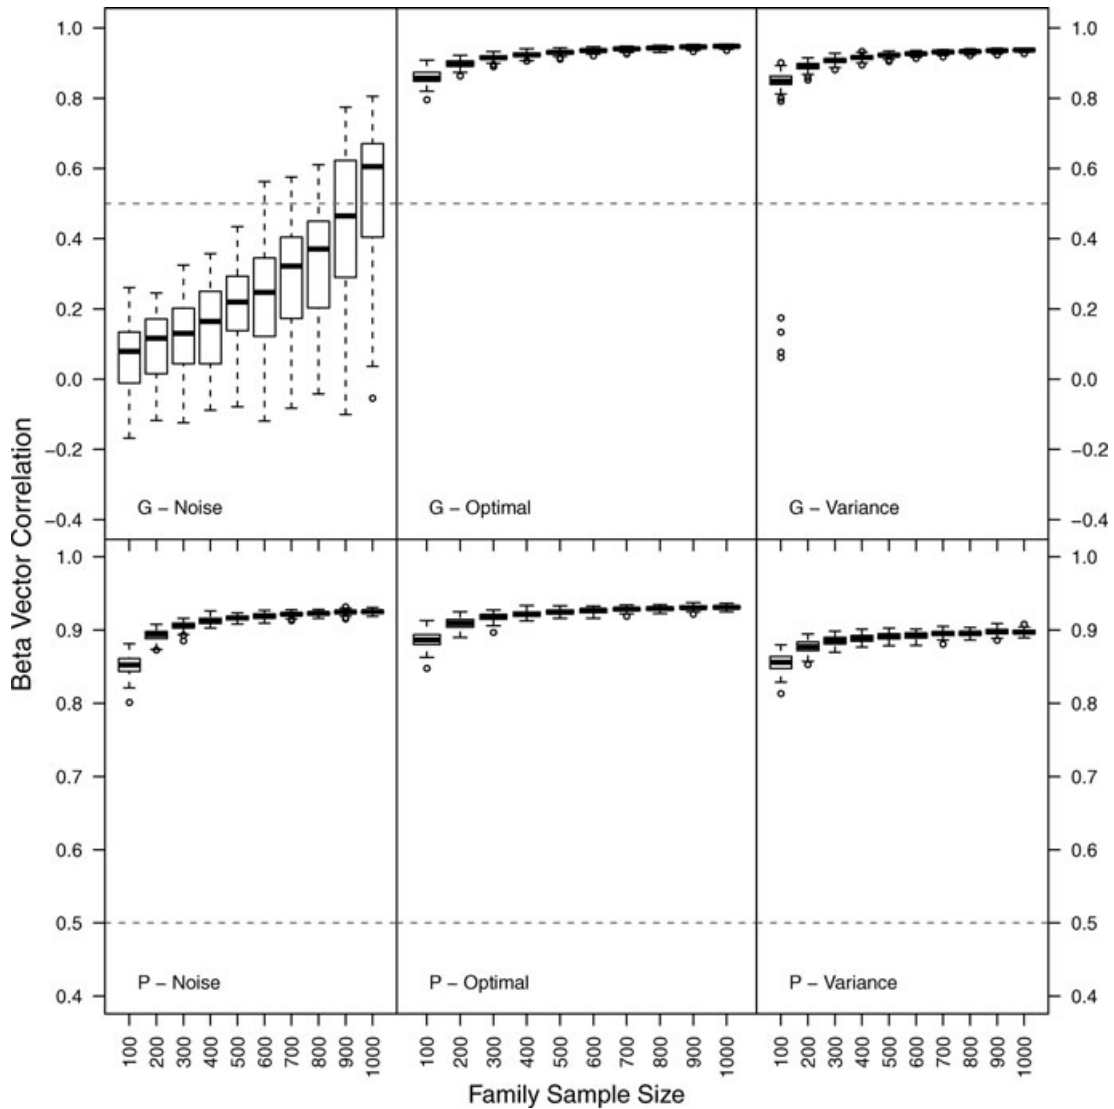 1.0
0.8
0.6
0.4
0.2
0.0
−0.2
−0.4
G − Noise
G − Optimal
G − Variance
1.0
0.8
0.6
0.4
0.2
0.0
−0.2
−0.4
Beta Vector Correlation
1.0
0.9
0.8
0.7
0.6
0.5
0.4
P − Noise
P − Optimal
P − Variance
1.0
0.9
0.8
0.7
0.6
0.5
0.4
100 200 300 400 500 600 700 800 900 1000
100 200 300 400 500 600 700 800 900 1000
100 200 300 400 500 600 700 800 900 1000
Family Sample Size